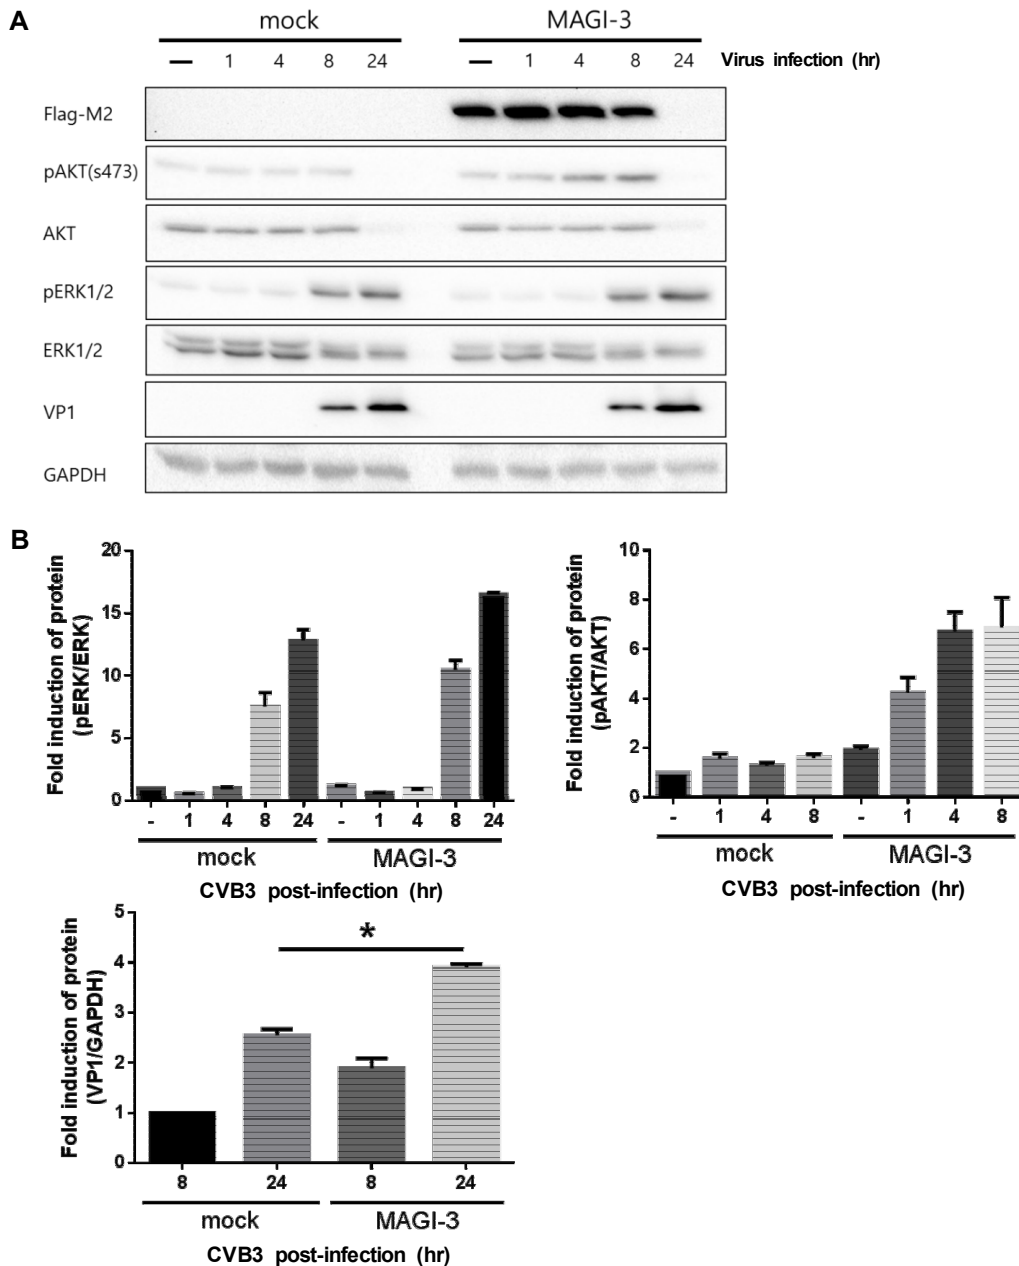 A
mock MAGI-3
— 1 4 8 24 — 1 4 8 24 Virus infection (hr)
Flag-M2
pAKT(s473)
AKT
pERK1/2
ERK1/2
VP1
GAPDH
B
Fold induction of protein
(pERK/ERK)
20
15
10
5
0
- 1 4 8 24 - 1 4 8 24
mock MAGI-3
CVB3 post-infection (hr)
Fold induction of protein
(pAKT/AKT)
10
8
6
4
2
0
- 1 4 8 - 1 4 8
mock MAGI-3
CVB3 post-infection (hr)
Fold induction of protein
(VP1/GAPDH)
5
4
3
2
1
0
*
8 24 8 24
mock MAGI-3
CVB3 post-infection (hr)